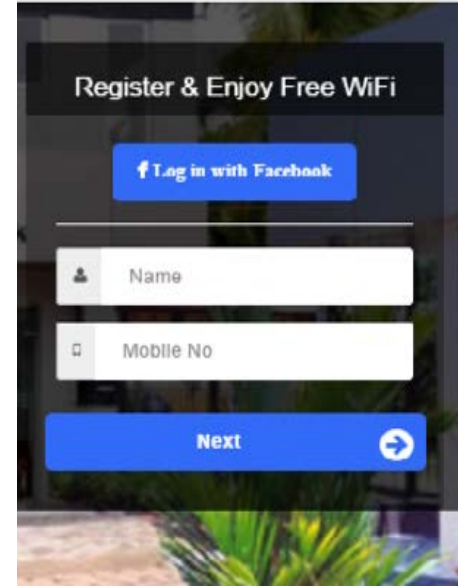 Register & Enjoy Free WiFi
f Log in with Facebook
Name
Mobile No
Next